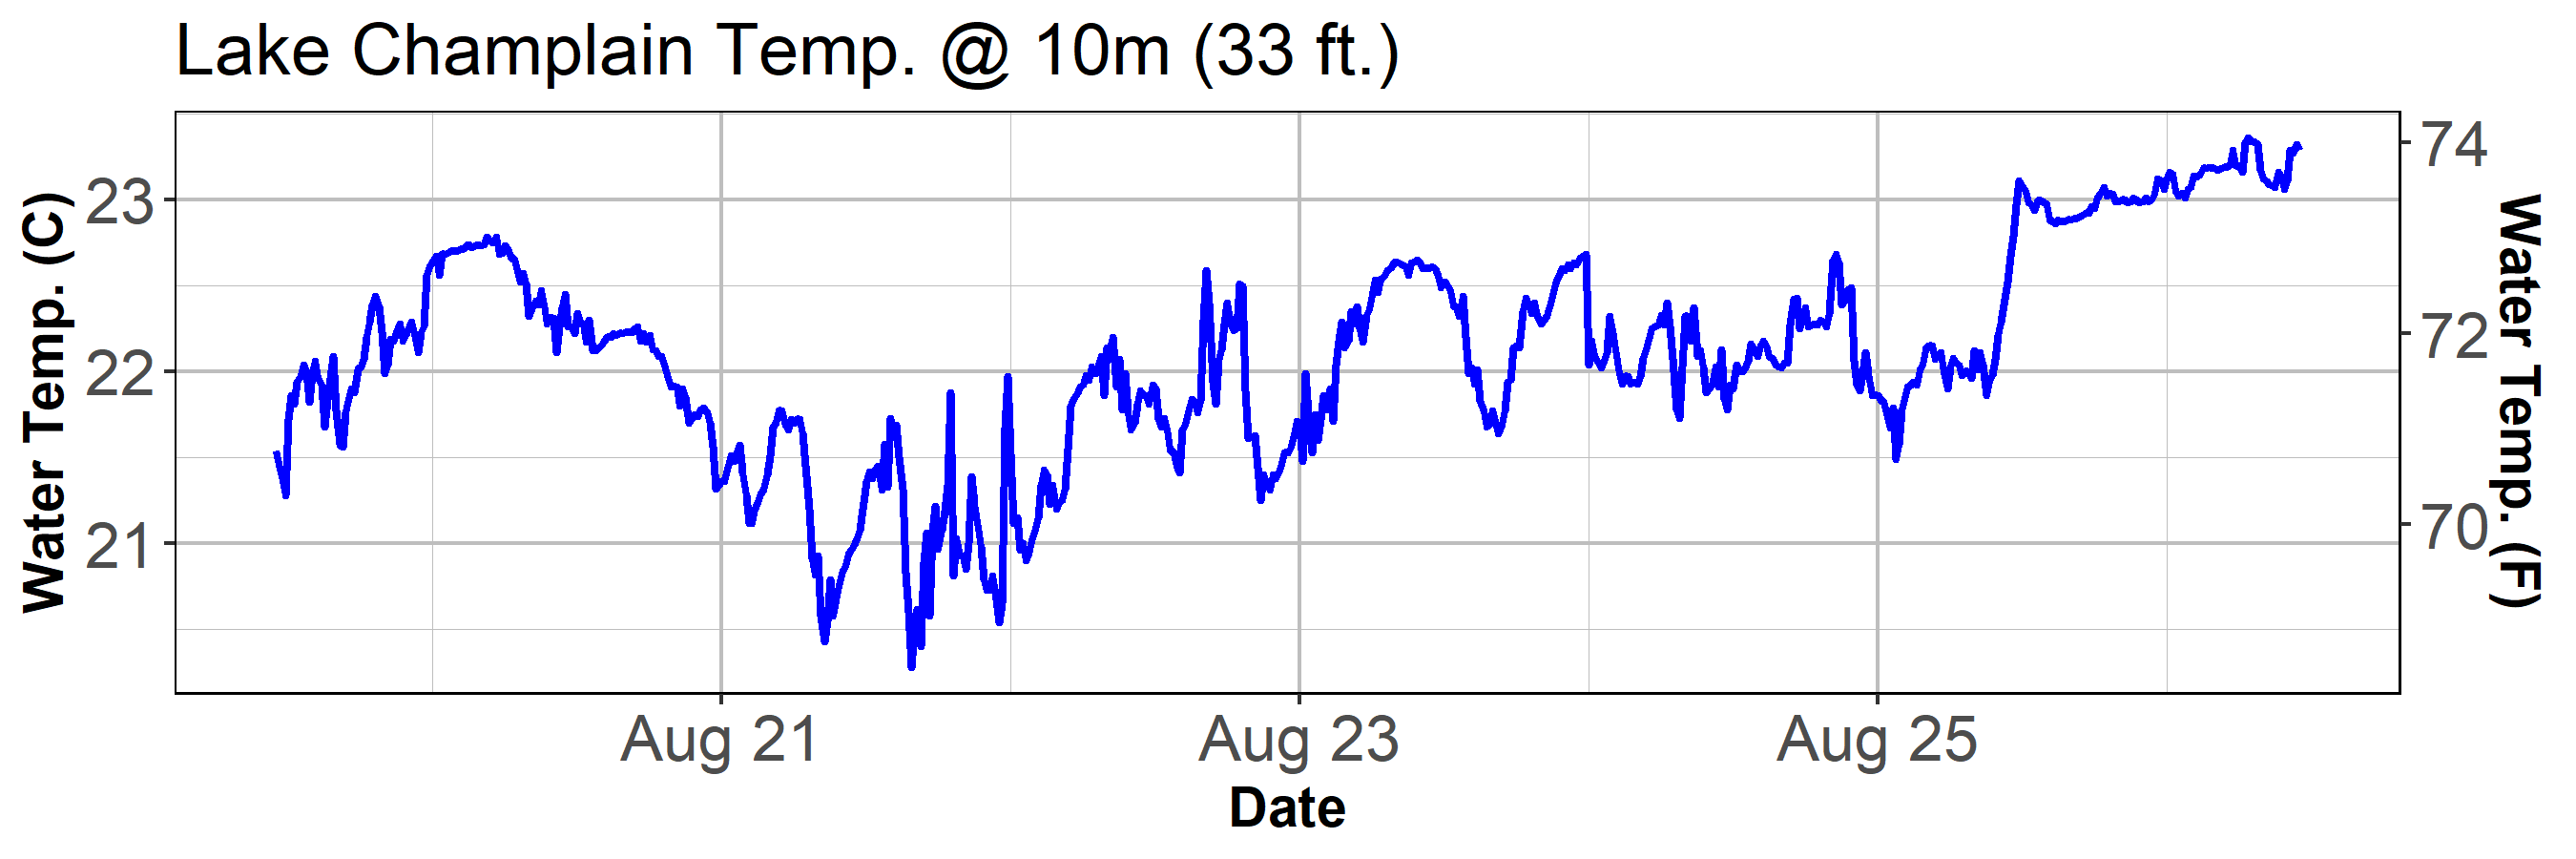 Lake Champlain Temp. @ 10m (33 ft.)
Water Temp. (C)
23
22
21
74
72
70
Water Temp. (F)
Aug 21
Aug 23
Aug 25
Date